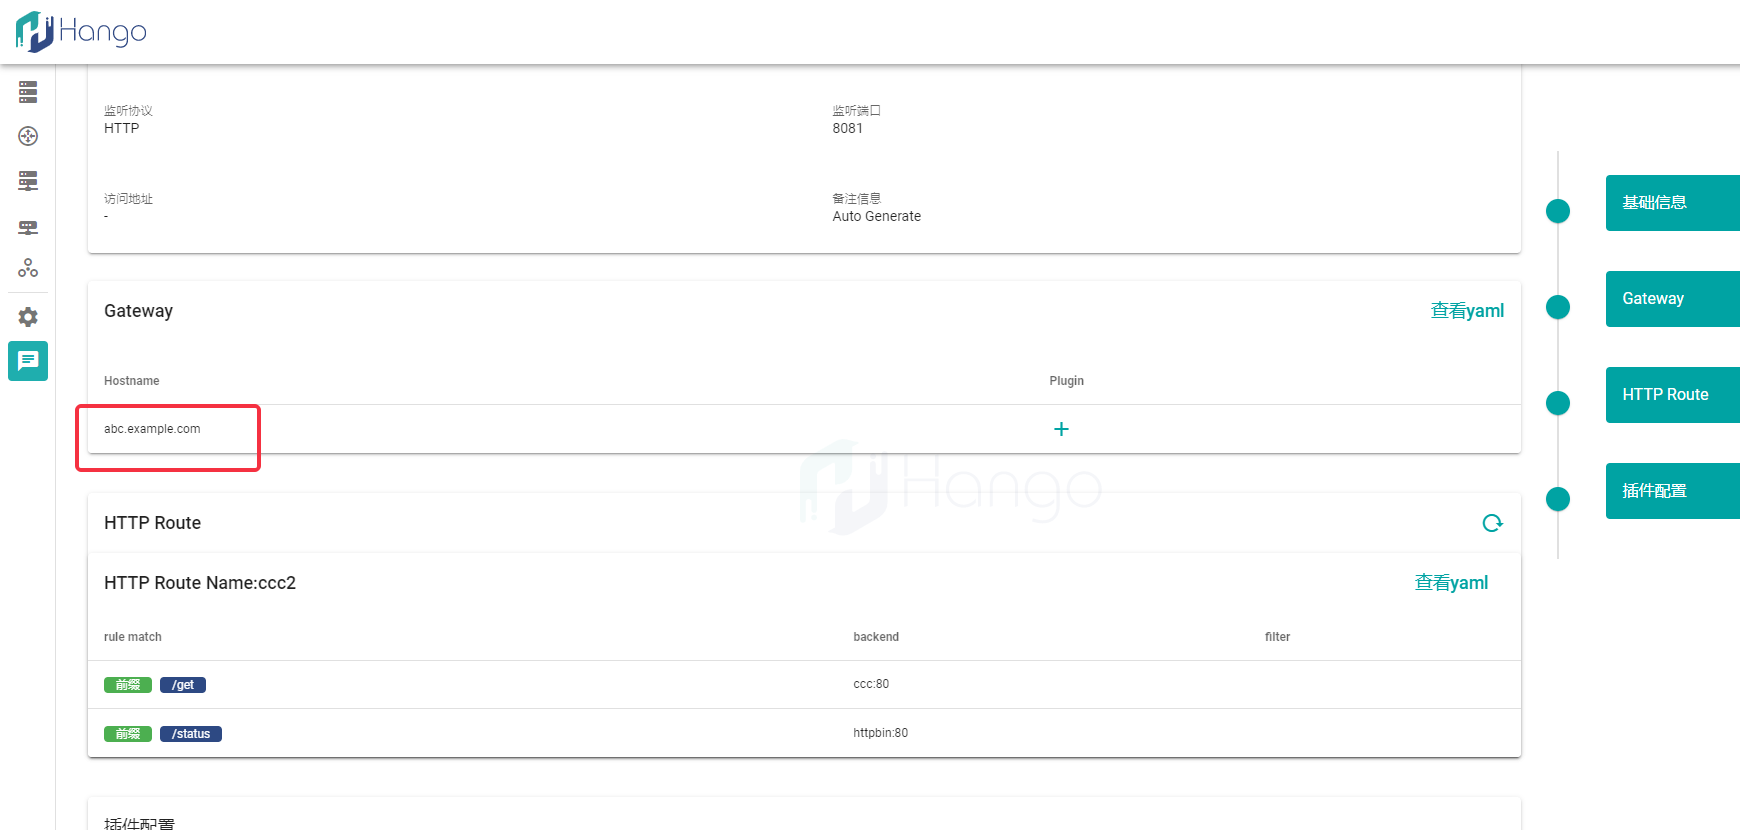 Hango
监听协议
HTTP
监听端口
8081
访问地址
-
备注信息
Auto Generate
Gateway
查看yaml
Hostname
Plugin
abc.example.com
Hango
HTTP Route
HTTP Route Name:ccc2
查看yaml
rule match
backend
filter
前缀 /get
ccc:80
前缀 /status
httpbin:80
插件配置
基础信息
Gateway
HTTP Route
插件配置